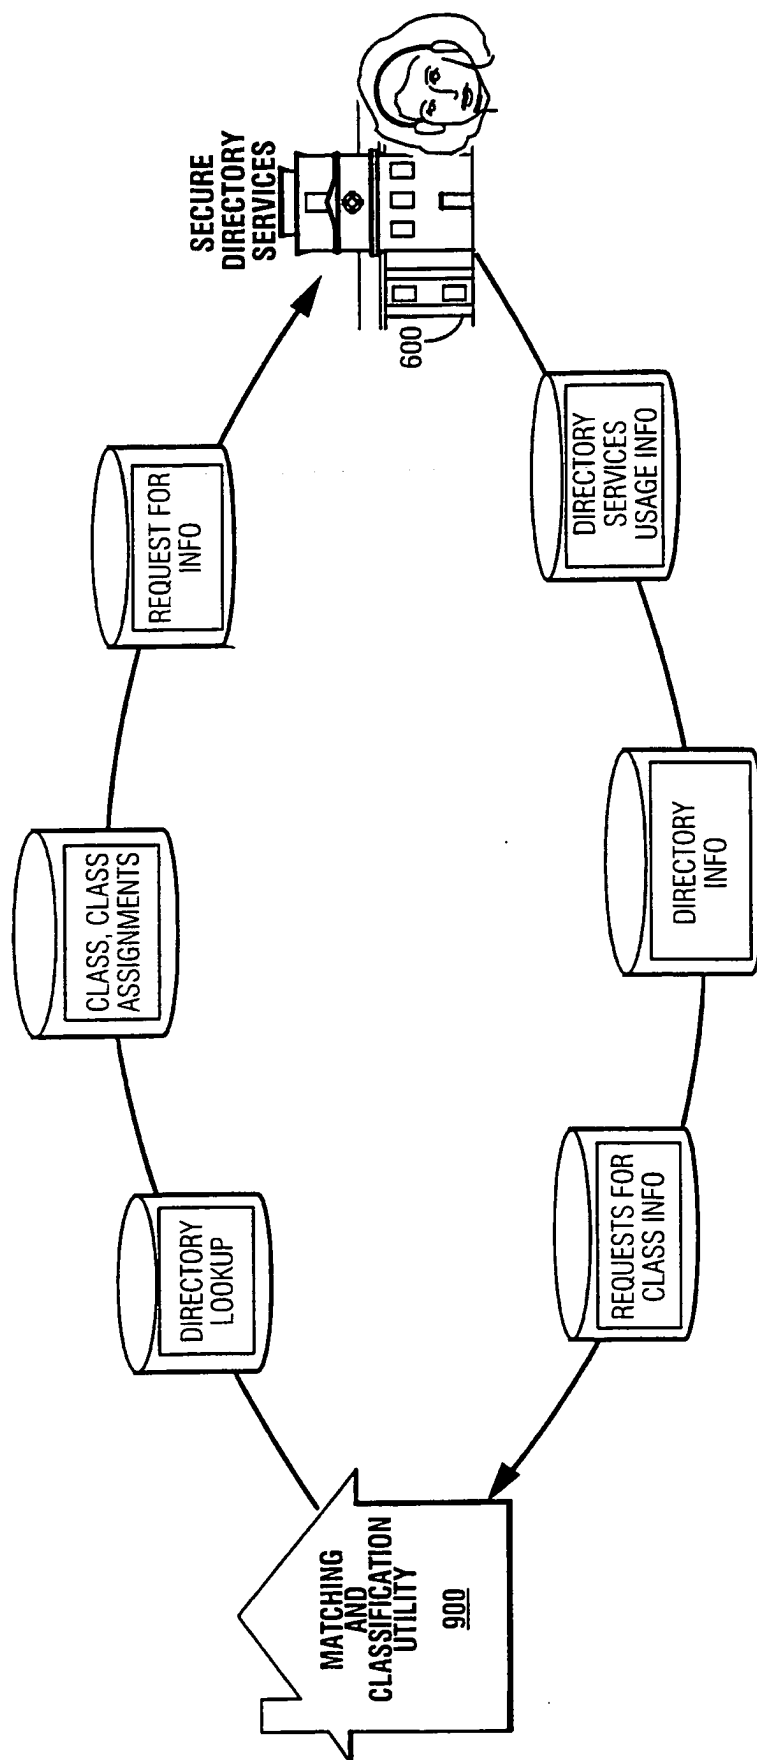 SECURE
DIRECTORY
SERVICES
600
REQUEST FOR
INFO
CLASS, CLASS
ASSIGNMENTS
DIRECTORY
LOOKUP
MATCHING
AND
CLASSIFICATION
UTILITY
900
REQUESTS FOR
CLASS INFO
DIRECTORY
INFO
DIRECTORY
SERVICES
USAGE INFO